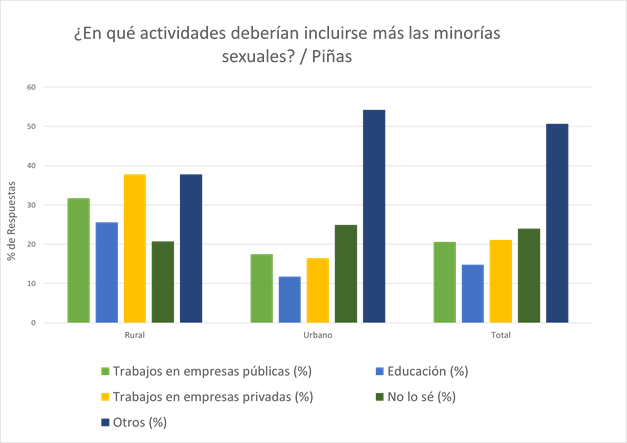 ¿En qué actividades deberían incluirse más las minorías
sexuales? / Piñas
60
50
40
30
20
10
0
% de Respuestas
Rural
Urbano
Total
Trabajos en empresas públicas (%)
Educación (%)
Trabajos en empresas privadas (%)
No lo sé (%)
Otros (%)